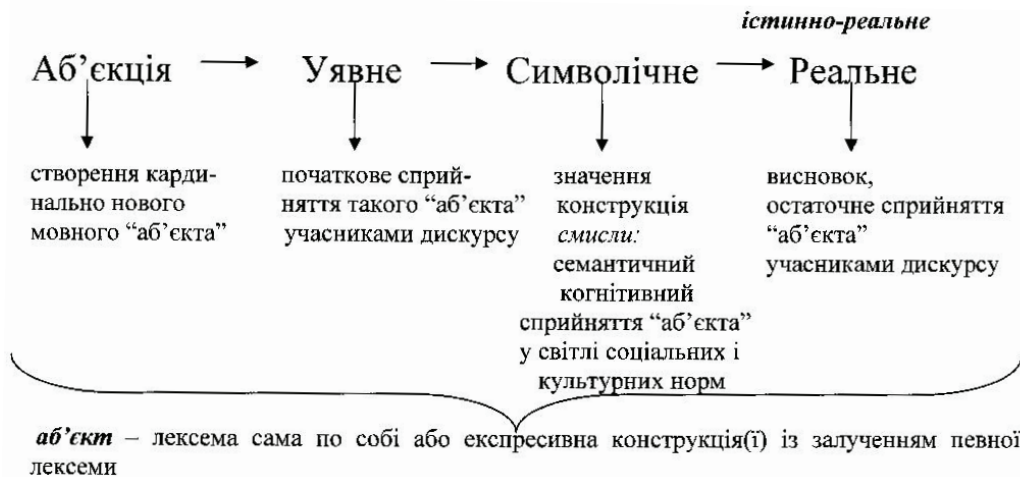 істинно-реальне
Аб’єкція Уявне Символічне Реальне
створення карди-
нально нового
мовного “аб’єкта”
початкове сприй-
няття такого “аб’єкта”
учасниками дискурсу
значення
конструкція
смисли:
семантичний
когнітивний
сприйняття “аб’єкта”
у світлі соціальних і
культурних норм
висновок,
остаточне сприйняття
“аб’єкта”
учасниками дискурсу
аб’єкт – лексема сама по собі або експресивна конструкція(ї) із залученням певної
лексеми